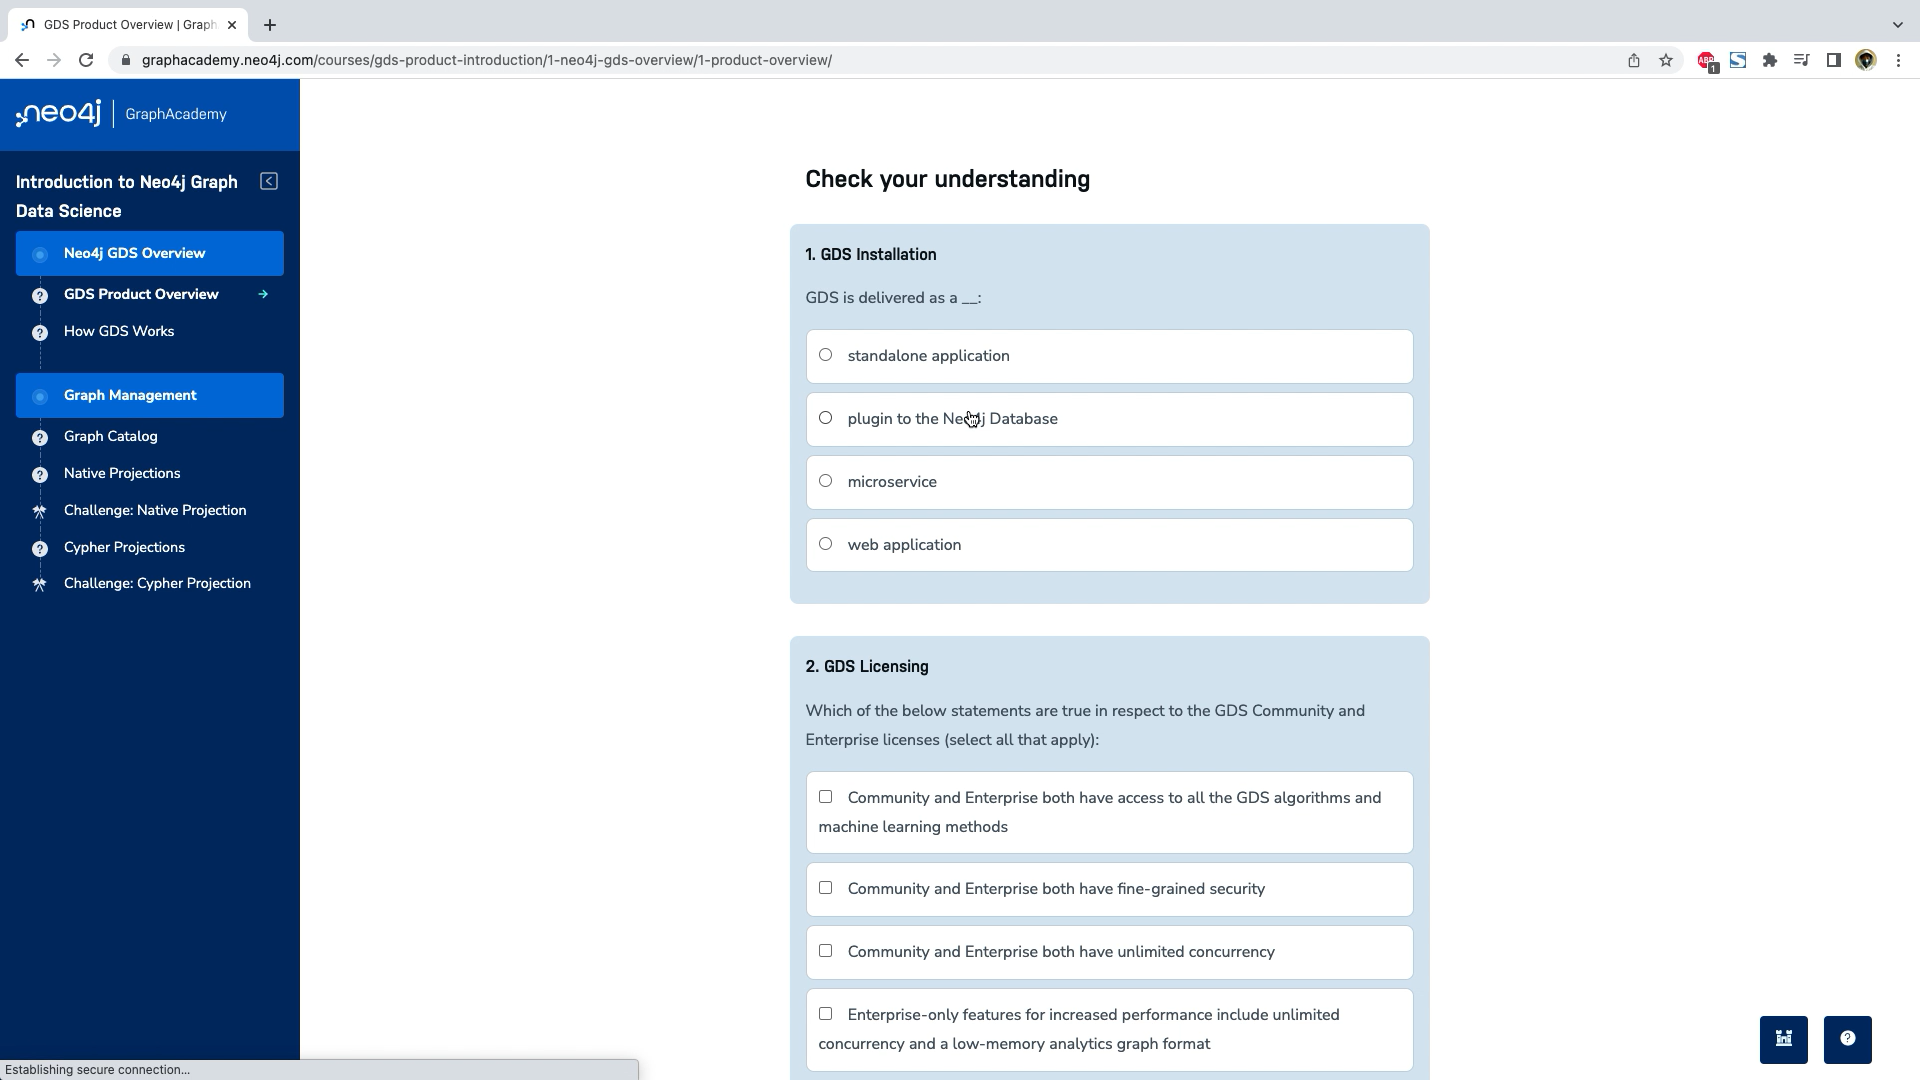 GDS Product Overview | Graph
graphacademy.neo4j.com/courses/gds-product-introduction/1-neo4j-gds-overview/1-product-overview/
ABP
1
neo4j | GraphAcademy
Introduction to Neo4j Graph
Data Science
Neo4j GDS Overview
GDS Product Overview
How GDS Works
Graph Management
Graph Catalog
Native Projections
Challenge: Native Projection
Cypher Projections
Challenge: Cypher Projection
Check your understanding
1. GDS Installation
GDS is delivered as a __:
standalone application
plugin to the Neo4j Database
microservice
web application
2. GDS Licensing
Which of the below statements are true in respect to the GDS Community and
Enterprise licenses (select all that apply):
Community and Enterprise both have access to all the GDS algorithms and
machine learning methods
Community and Enterprise both have fine-grained security
Community and Enterprise both have unlimited concurrency
Enterprise-only features for increased performance include unlimited
concurrency and a low-memory analytics graph format
Establishing secure connection...